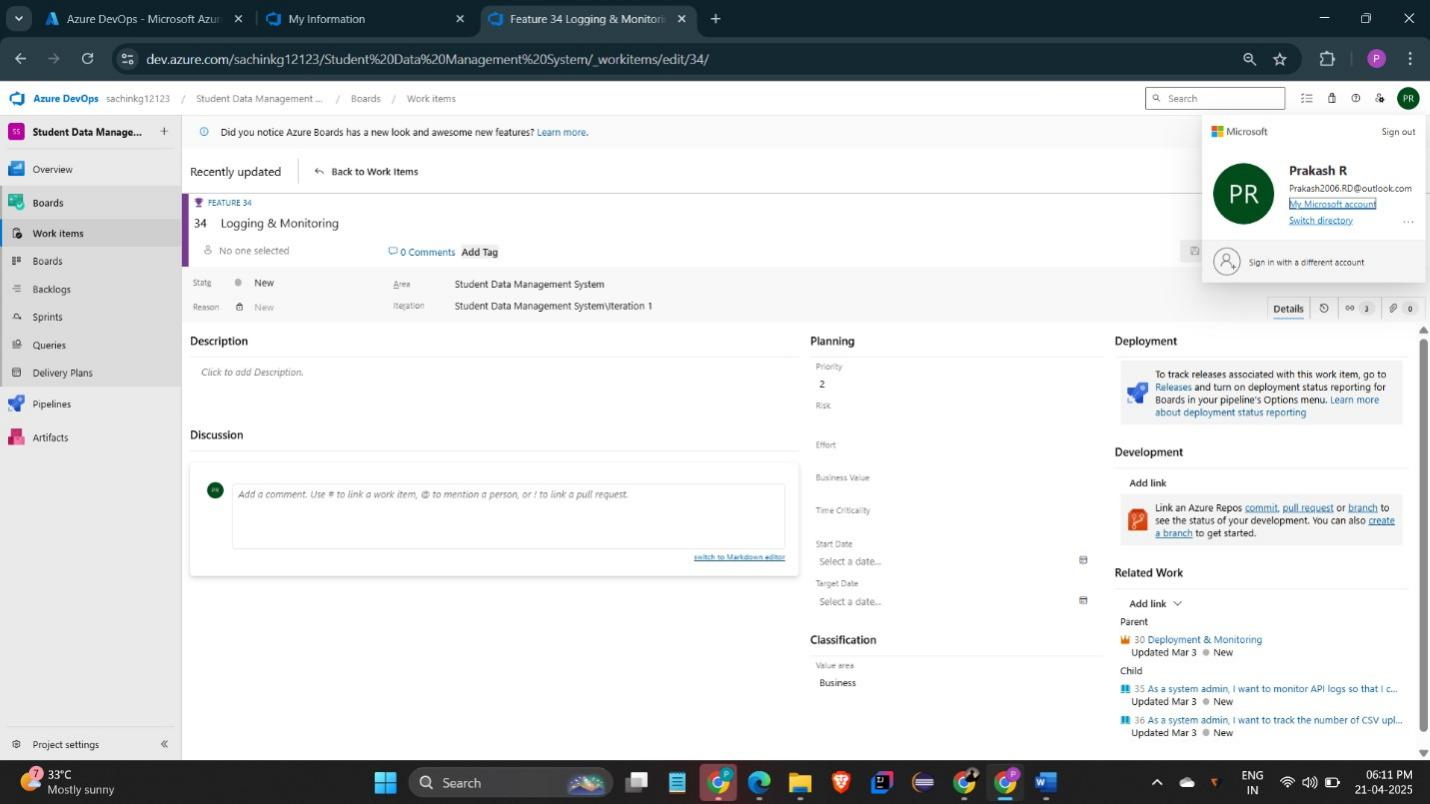 Azure DevOps - Microsoft Azur
My Information
Feature 34 Logging & Monitorin
dev.azure.com/sachinkg12123/Student%20Data%20Management%20System/_workitems/edit/34/
P
Azure DevOps sachinkg12123 / Student Data Management ... / Boards / Work items
Search
PR
SS Student Data Manage... +
Overview
Boards
Work items
Boards
Backlogs
Sprints
Queries
Delivery Plans
Pipelines
Artifacts
Project settings
Did you notice Azure Boards has a new look and awesome new features? Learn more.
Recently updated
Back to Work Items
Microsoft
Sign out
PR
Prakash R
Prakash2006.RD@outlook.com
My Microsoft account
Switch directory
...
Sign in with a different account
FEATURE 34
34 Logging & Monitoring
No one selected
0 Comments
Add Tag
State
New
Area
Student Data Management System
Reason
New
Iteration
Student Data Management System\Iteration 1
Details
3
0
Description
Click to add Description.
Discussion
PR
Add a comment. Use # to link a work item, @ to mention a person, or ! to link a pull request.
switch to Markdown editor
Planning
Priority
2
Risk
Effort
Business Value
Time Criticality
Start Date
Select a date...
Target Date
Select a date...
Classification
Value area
Business
Deployment
To track releases associated with this work item, go to
Releases and turn on deployment status reporting for
Boards in your pipeline's Options menu. Learn more
about deployment status reporting
Development
Add link
Link an Azure Repos commit, pull request or branch to
see the status of your development. You can also create
a branch to get started.
Related Work
Add link
Parent
30 Deployment & Monitoring
Updated Mar 3 New
Child
35 As a system admin, I want to monitor API logs so that I c...
Updated Mar 3 New
36 As a system admin, I want to track the number of CSV upl...
Updated Mar 3 New
7
33°C
Mostly sunny
Search
ENG
IN
06:11 PM
21-04-2025